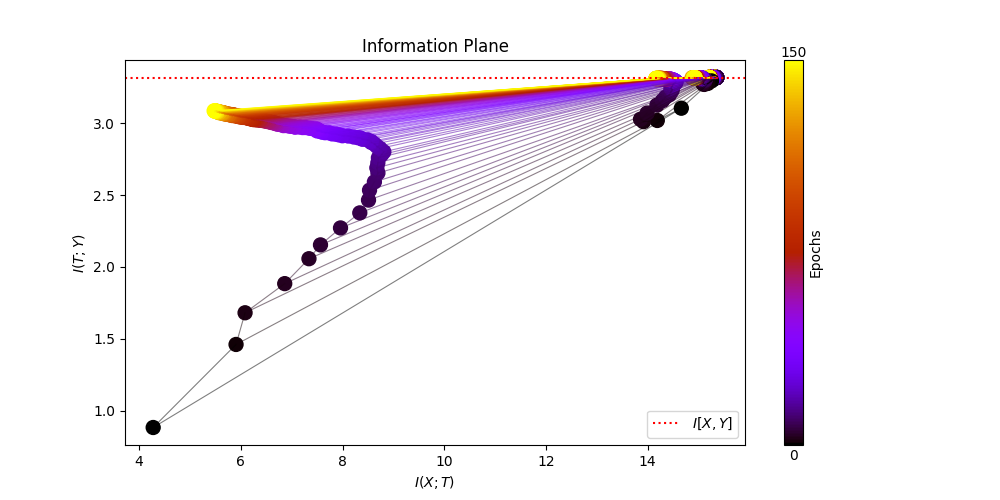 Information Plane
150
3.0
2.5
2.0
1.5
1.0
I(T; Y)
Epochs
I[X, Y]
4
6
8
10
12
14
0
I(X; T)